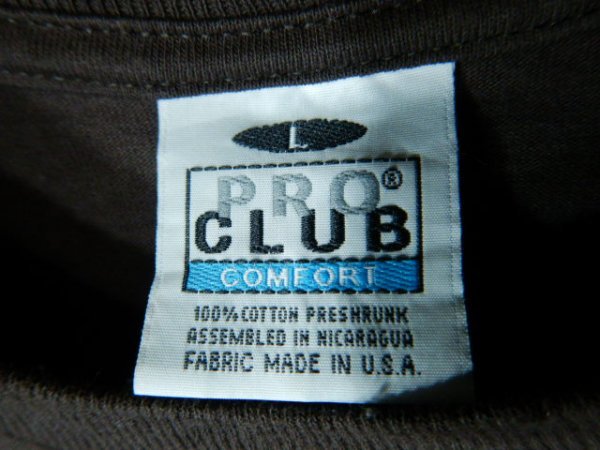 L
PRO®
CLUB
COMFORT
100% COTTON PRESHRUNK
ASSEMBLED IN NICARAGUA
FABRIC MADE IN U.S.A.